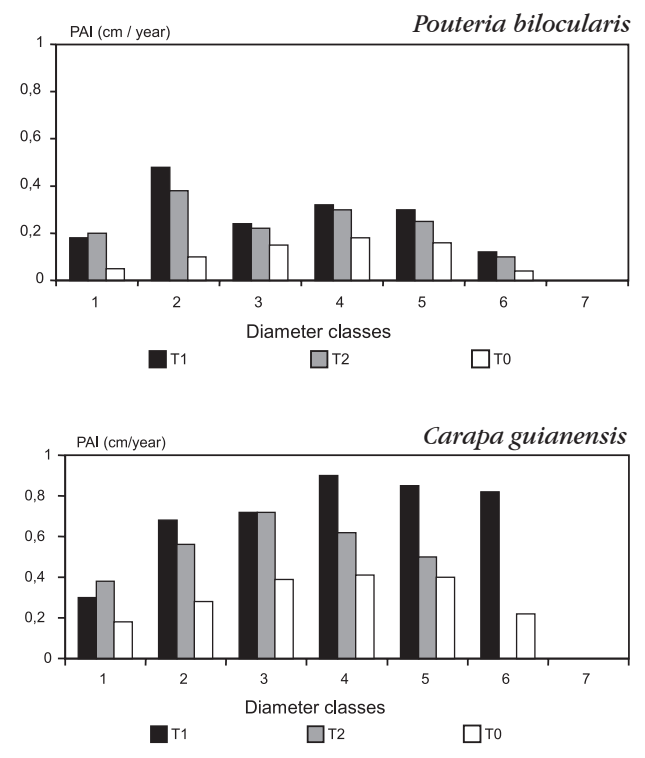 PAI (cm / year) Pouteria bilocularis
1
0,8
0,6
0,4
0,2
0
1 2 3 4 5 6 7
Diameter classes
T1 T2 T0
PAI (cm/year) Carapa guianensis
1
0,8
0,6
0,4
0,2
0
1 2 3 4 5 6 7
Diameter classes
T1 T2 T0